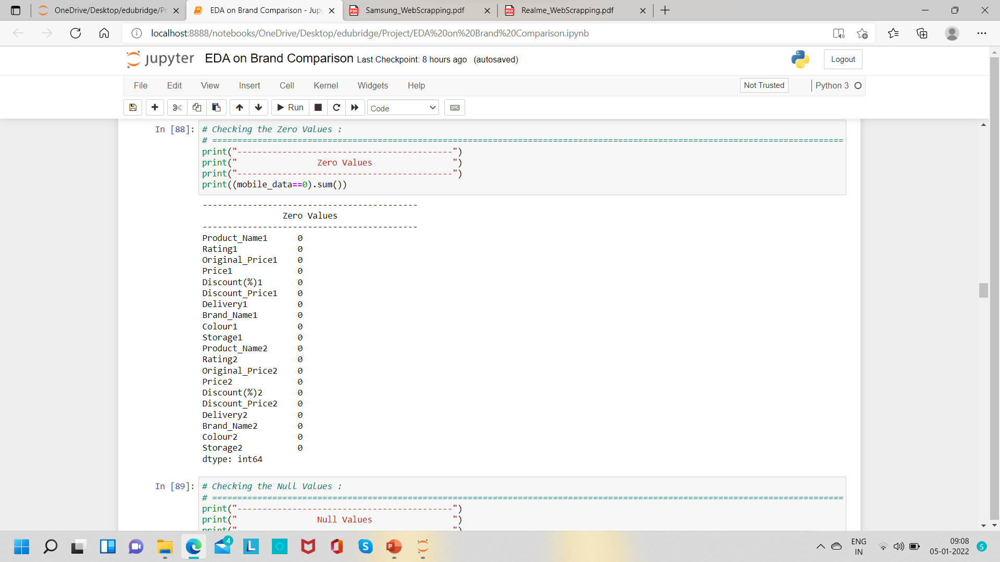 OneDrive/Desktop/edubridge/Pr
EDA on Brand Comparison - Jup
Samsung_WebScrapping.pdf
Realme_WebScrapping.pdf
localhost:8888/notebooks/OneDrive/Desktop/edubridge/Project/EDA%20on%20Brand%20Comparison.ipynb
jupyter EDA on Brand Comparison Last Checkpoint: 8 hours ago (autosaved)
Logout
File Edit View Insert Cell Kernel Widgets Help
Not Trusted
Python 3
Run
Code
In [88]:
# Checking the Zero Values :
# ==============================================================================================================================
print("-------------------------------------------")
print("                Zero Values                ")
print("-------------------------------------------")
print((mobile_data==0).sum())
-------------------------------------------
                Zero Values
-------------------------------------------
Product_Name1      0
Rating1            0
Original_Price1    0
Price1             0
Discount(%)1       0
Discount_Price1    0
Delivery1          0
Brand_Name1        0
Colour1            0
Storage1           0
Product_Name2      0
Rating2            0
Original_Price2    0
Price2             0
Discount(%)2       0
Discount_Price2    0
Delivery2          0
Brand_Name2        0
Colour2            0
Storage2           0
dtype: int64
In [89]:
# Checking the Null Values :
# ==============================================================================================================================
print("-------------------------------------------")
print("                Null Values                ")
print("                                           ")
4
ENG
IN
09:08
05-01-2022
5